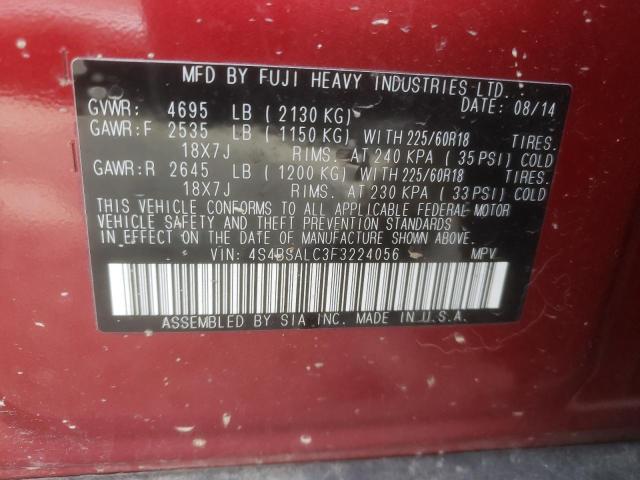 MFD BY FUJI HEAVY INDUSTRIES LTD.
DATE: 08/14
GVWR: 4695 LB ( 2130 KG)
GAWR:F 2535 LB ( 1150 KG) WITH 225/60R18 TIRES.
18X7J RIMS. AT 240 KPA ( 35 PSI) COLD
GAWR:R 2645 LB ( 1200 KG) WITH 225/60R18 TIRES.
18X7J RIMS. AT 230 KPA ( 33 PSI) COLD
THIS VEHICLE CONFORMS TO ALL APPLICABLE FEDERAL MOTOR
VEHICLE SAFETY AND THEFT PREVENTION STANDARDS
IN EFFECT ON THE DATE OF MANUFACTURE SHOWN ABOVE.
VIN: 4S4BSALC3F3224056 MPV
ASSEMBLED BY SIA INC. MADE IN U.S.A.